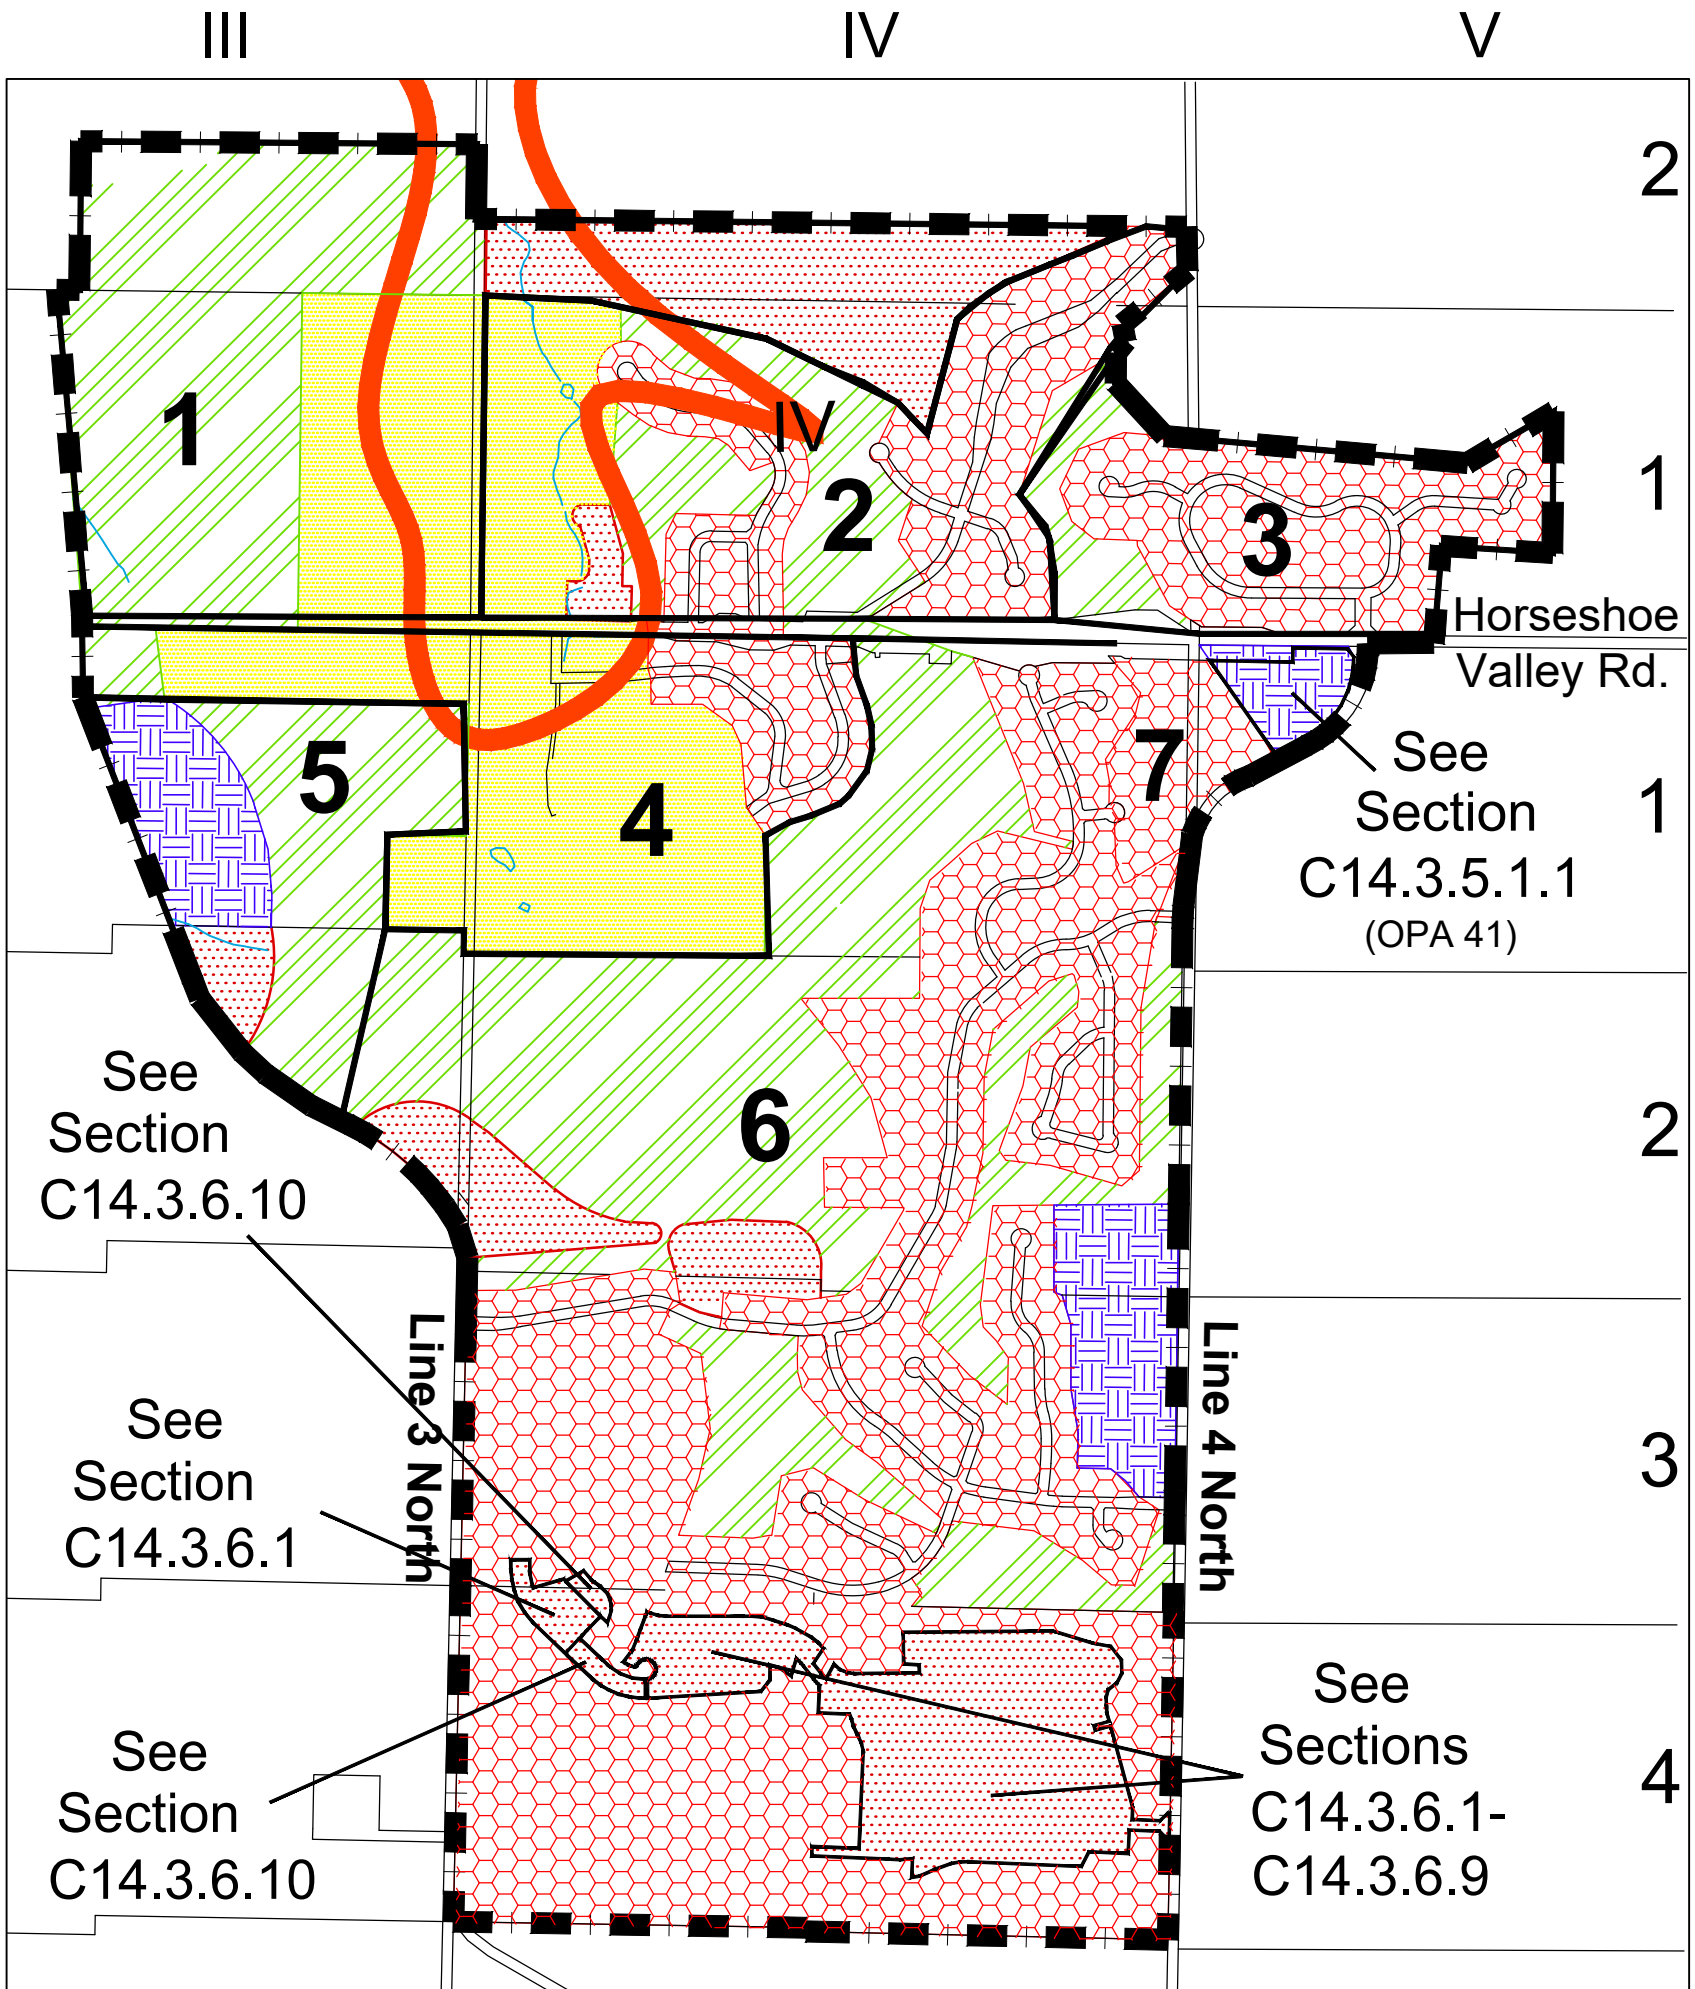 III
IV
V
2
1
IV
2
1
3
Horseshoe
Valley Rd.
5
4
7
See
Section
C14.3.5.1.1
(OPA 41)
1
6
2
See
Section
C14.3.6.10
Line 3 North
Line 4 North
3
See
Section
C14.3.6.1
See
Section
C14.3.6.10
See
Sections
C14.3.6.1-
C14.3.6.9
4